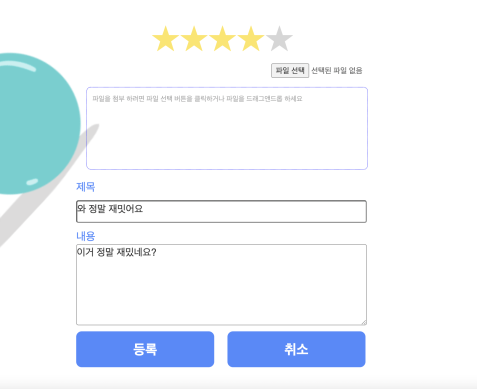 파일 선택 선택된 파일 없음
파일을 첨부 하려면 파일 선택 버튼을 클릭하거나 파일을 드래그앤드롭 하세요
제목
와 정말 재밋어요
내용
이거 정말 재밌네요?
등록
취소